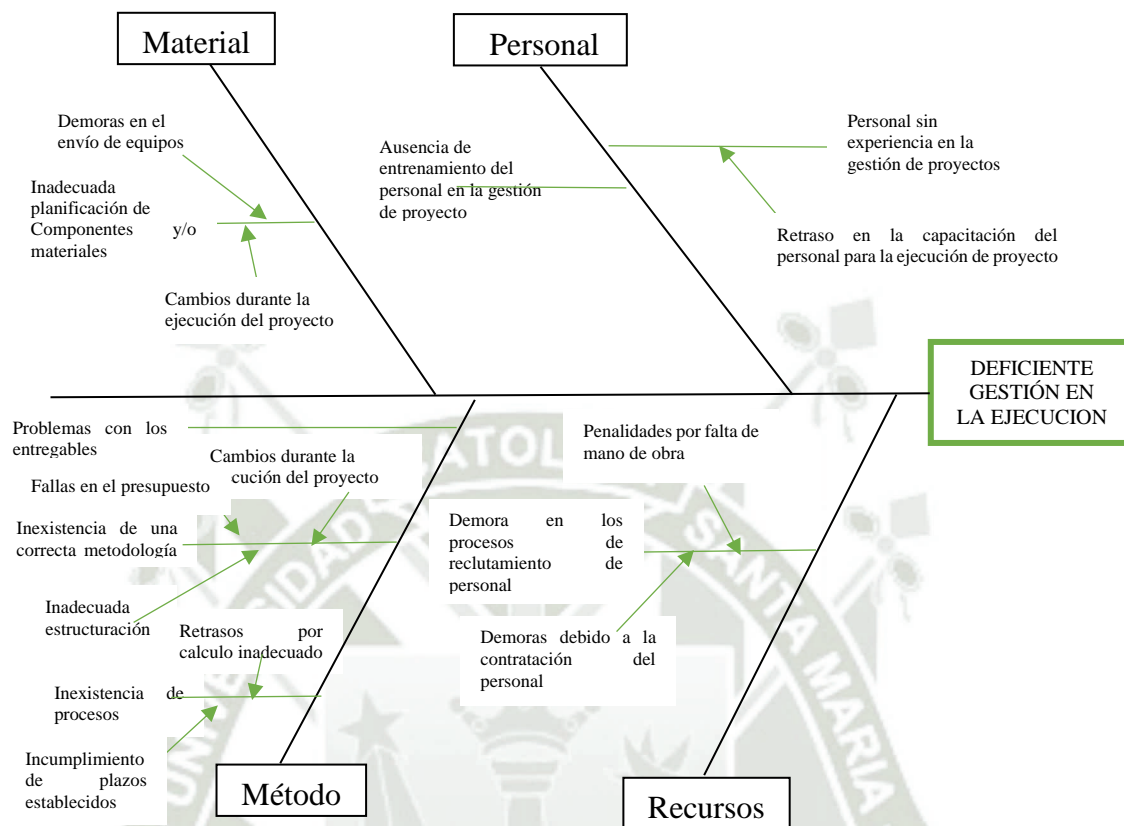 Material
Personal
Demoras en el
envío de equipos
Inadecuada
planificación de
Componentes y/o
materiales
Cambios durante la
ejecución del proyecto
Ausencia de
entrenamiento del
personal en la gestión
de proyecto
Personal sin
experiencia en la
gestión de proyectos
Retraso en la capacitación del
personal para la ejecución de proyecto
DEFICIENTE
GESTIÓN EN
LA EJECUCION
Problemas con los
entregables
Cambios durante la
cución del proyecto
Fallas en el presupuesto
Inexistencia de una
correcta metodología
Inadecuada
estructuración
Retrasos por
calculo inadecuado
Inexistencia de
procesos
Incumplimiento
de plazos
establecidos
Método
Penalidades por falta de
mano de obra
Demora en los
procesos de
reclutamiento de
personal
Demoras debido a la
contratación del
personal
Recursos
SANTA MARIA